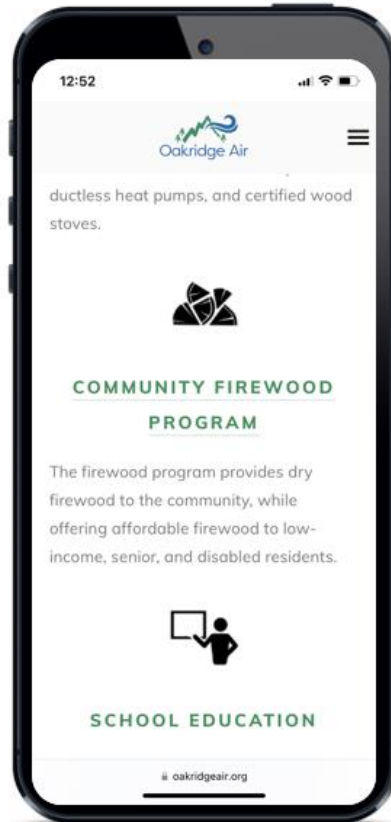 12:52
Oakridge Air
ductless heat pumps, and certified wood
stoves.
COMMUNITY FIREWOOD
PROGRAM
The firewood program provides dry
firewood to the community, while
offering affordable firewood to low-
income, senior, and disabled residents.
SCHOOL EDUCATION
oakridgeair.org